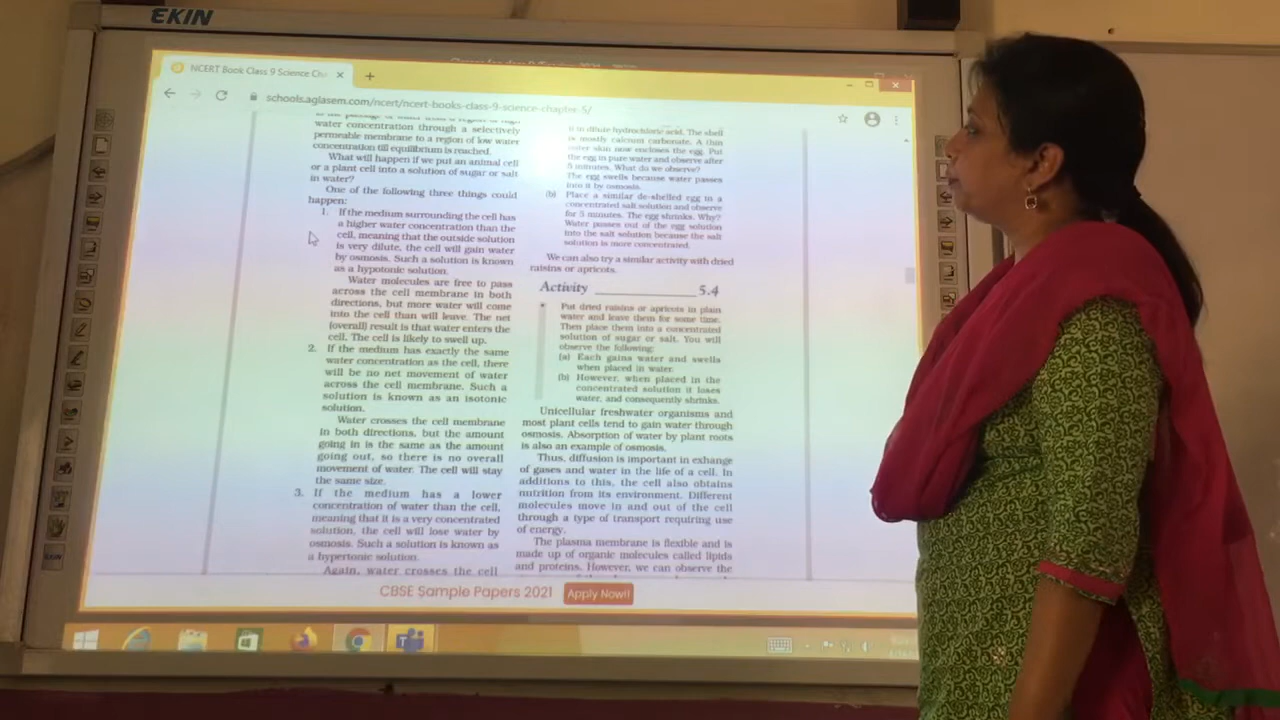 EKIN
NCERT Book Class 9 Science Cha
schools.aglasem.com/ncert/ncert-books-class-9-science-chapter-5/
water concentration through a selectively
permeable membrane to a region of low water
concentration till equilibrium is reached.
What will happen if we put an animal cell
or a plant cell into a solution of sugar or salt
in water?
One of the following three things could
happen:
1. If the medium surrounding the cell has
a higher water concentration than the
cell, meaning that the outside solution
is very dilute, the cell will gain water
by osmosis. Such a solution is known
as a hypotonic solution.
Water molecules are free to pass
across the cell membrane in both
directions, but more water will come
into the cell than will leave. The net
(overall) result is that water enters the
cell. The cell is likely to swell up.
2. If the medium has exactly the same
water concentration as the cell, there
will be no net movement of water
across the cell membrane. Such a
solution is known as an isotonic
solution.
Water crosses the cell membrane
in both directions, but the amount
going in is the same as the amount
going out, so there is no overall
movement of water. The cell will stay
the same size.
3. If the medium has a lower
concentration of water than the cell,
meaning that it is a very concentrated
solution, the cell will lose water by
osmosis. Such a solution is known as
a hypertonic solution.
Again, water crosses the cell
it in dilute hydrochloric acid. The shell
is mostly calcium carbonate. A thin
outer skin now encloses the egg. Put
the egg in pure water and observe after
5 minutes. What do we observe?
The egg swells because water passes
into it by osmosis.
(b) Place a similar de-shelled egg in a
concentrated salt solution and observe
for 5 minutes. The egg shrinks. Why?
Water passes out of the egg solution
into the salt solution because the salt
solution is more concentrated.
We can also try a similar activity with dried
raisins or apricots.
Activity ______________ 5.4
• Put dried raisins or apricots in plain
water and leave them for some time.
Then place them into a concentrated
solution of sugar or salt. You will
observe the following:
(a) Each gains water and swells
when placed in water.
(b) However, when placed in the
concentrated solution it loses
water, and consequently shrinks.
Unicellular freshwater organisms and
most plant cells tend to gain water through
osmosis. Absorption of water by plant roots
is also an example of osmosis.
Thus, diffusion is important in exhange
of gases and water in the life of a cell. In
additions to this, the cell also obtains
nutrition from its environment. Different
molecules move in and out of the cell
through a type of transport requiring use
of energy.
The plasma membrane is flexible and is
made up of organic molecules called lipids
and proteins. However, we can observe the
CBSE Sample Papers 2021 Apply Now!!
EKIN